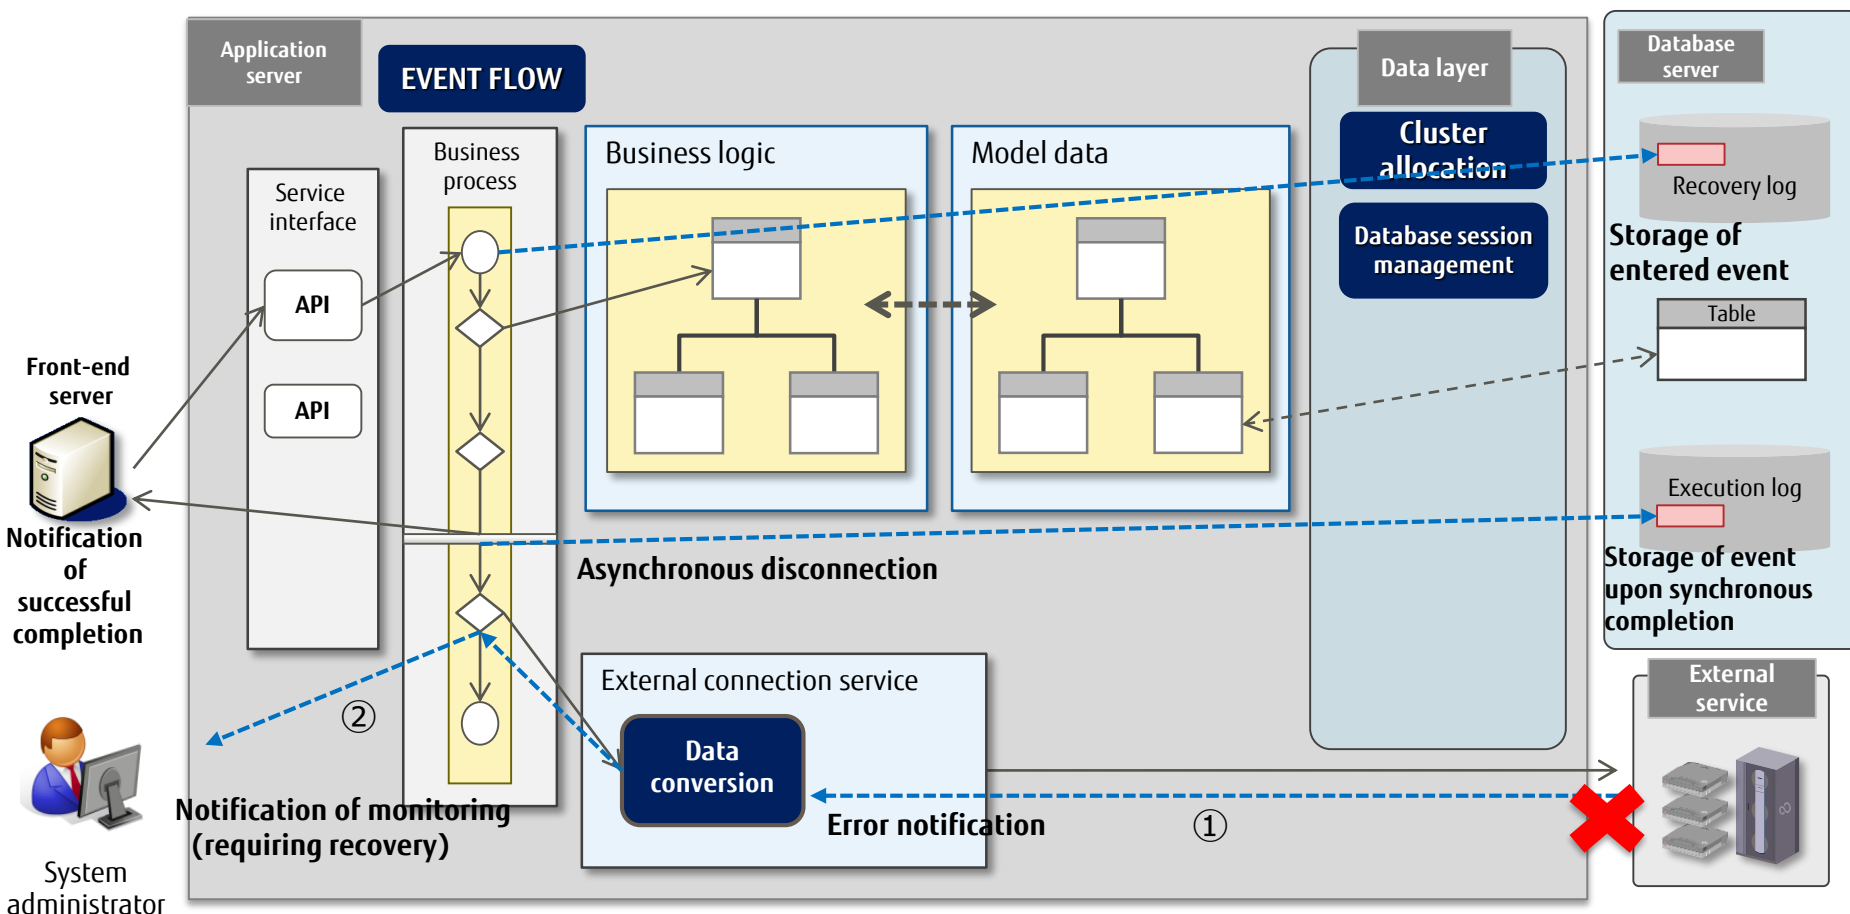 Application
server
EVENT FLOW
Data layer
Database
server
Business
process
Business logic
Model data
Cluster
allocation
Service
interface
Recovery log
Storage of
entered event
Database session
management
API
Table
Front-end
server
API
Execution log
Notification
of
successful
completion
Asynchronous disconnection
Storage of event
upon synchronous
completion
External connection service
External
service
②
Data
conversion
Notification of monitoring
(requiring recovery)
Error notification
①
8
System
administrator